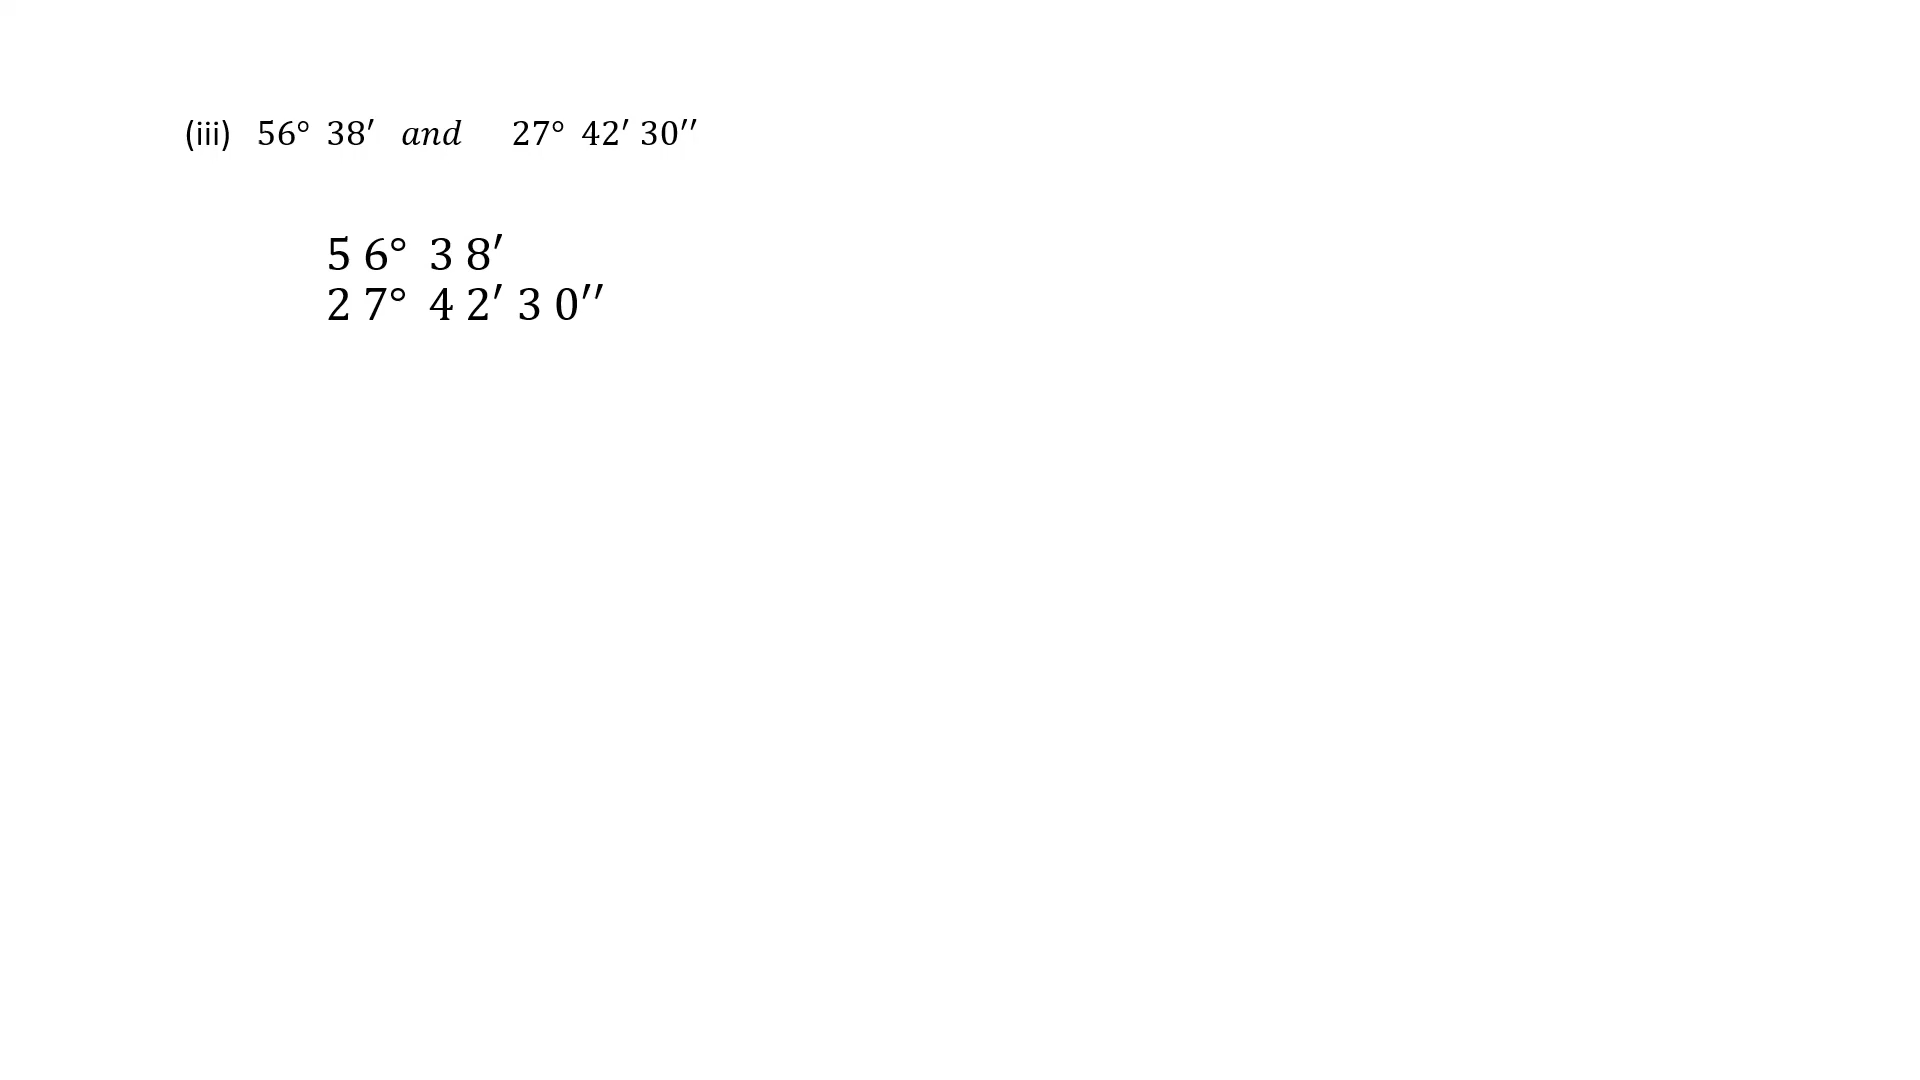 (iii) 56° 38′ and 27° 42′ 30′′
5 6° 3 8′
2 7° 4 2′ 3 0′′